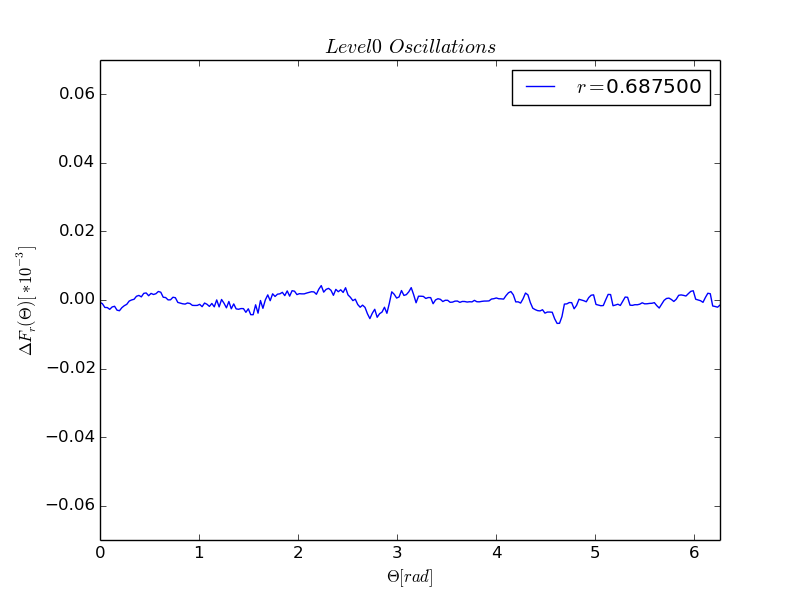 Level0 Oscillations
r=0.687500
0.06
0.04
0.02
0.00
−0.02
−0.04
−0.06
ΔF_r(Θ)[*10^{-3}]
0 1 2 3 4 5 6
Θ[rad]